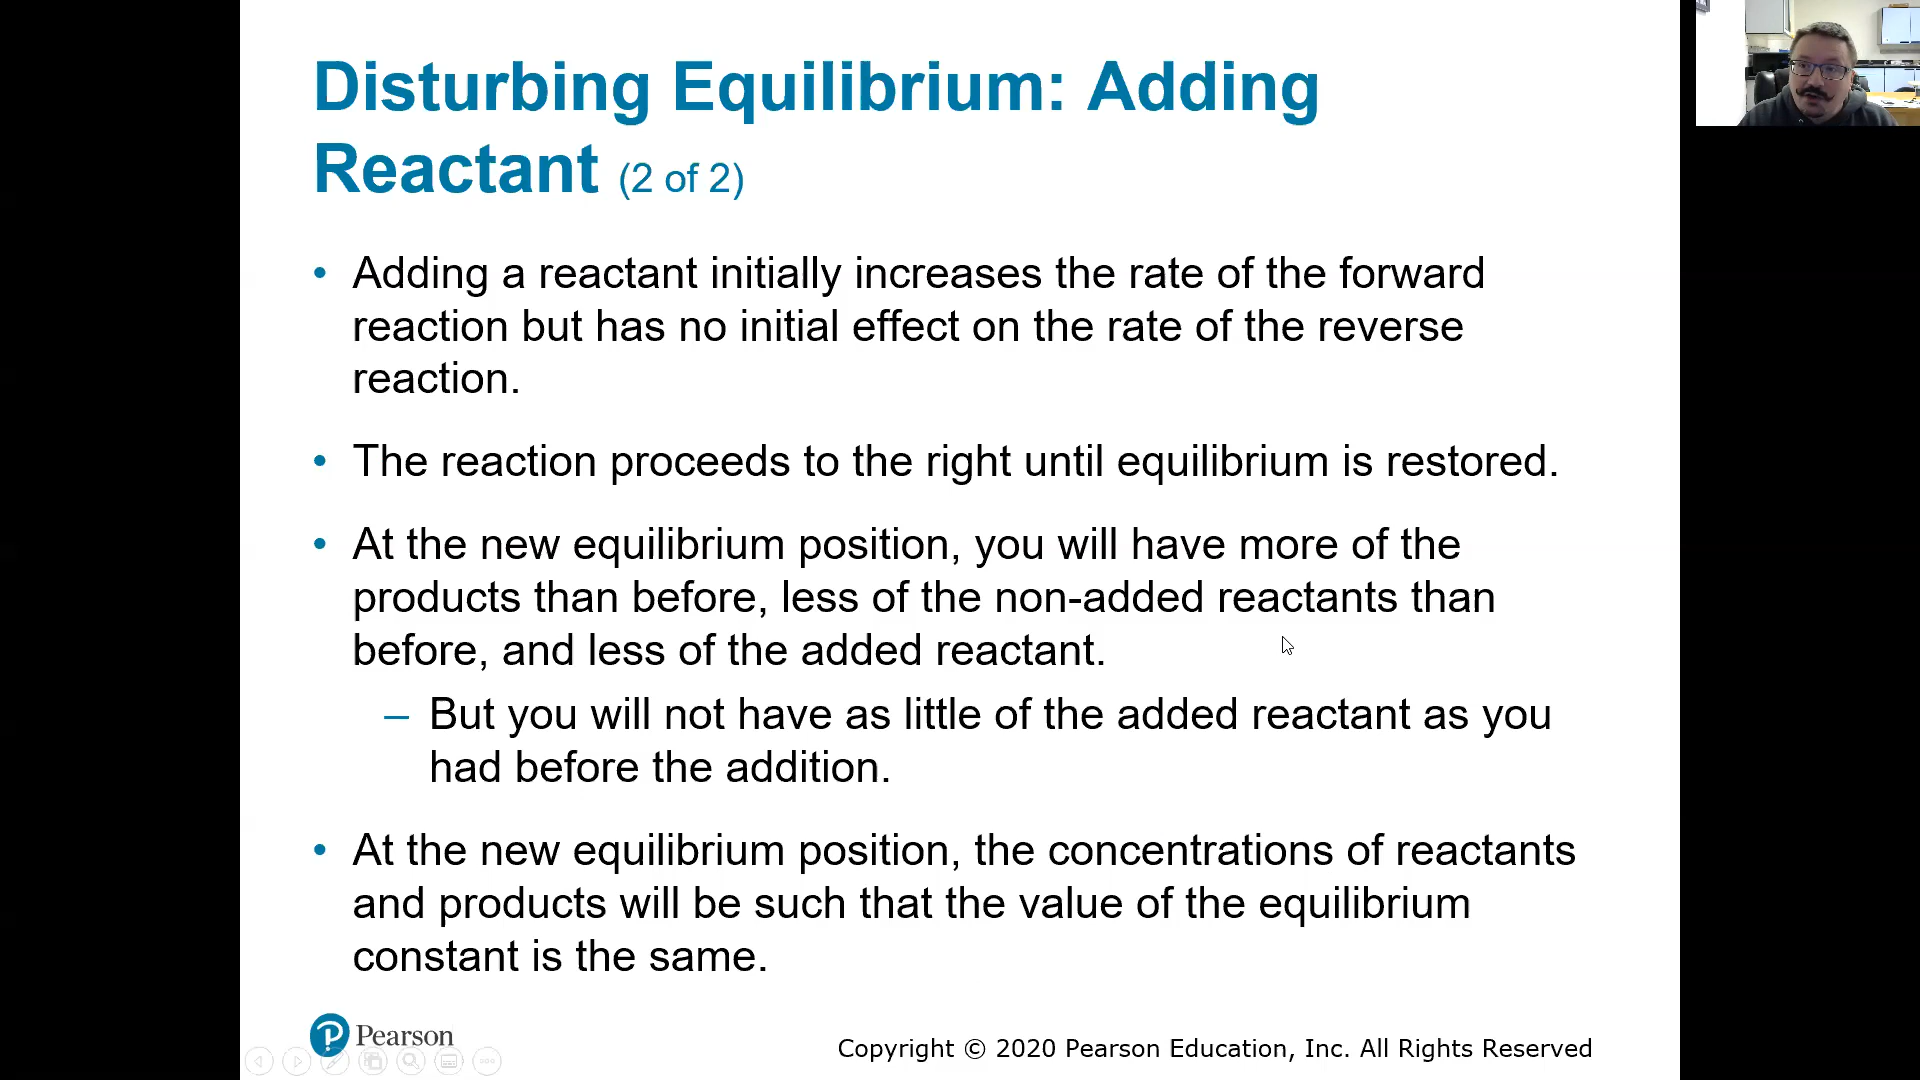 Disturbing Equilibrium: Adding
Reactant (2 of 2)
• Adding a reactant initially increases the rate of the forward
reaction but has no initial effect on the rate of the reverse
reaction.
• The reaction proceeds to the right until equilibrium is restored.
• At the new equilibrium position, you will have more of the
products than before, less of the non-added reactants than
before, and less of the added reactant.
– But you will not have as little of the added reactant as you
had before the addition.
• At the new equilibrium position, the concentrations of reactants
and products will be such that the value of the equilibrium
constant is the same.
P Pearson
Copyright © 2020 Pearson Education, Inc. All Rights Reserved